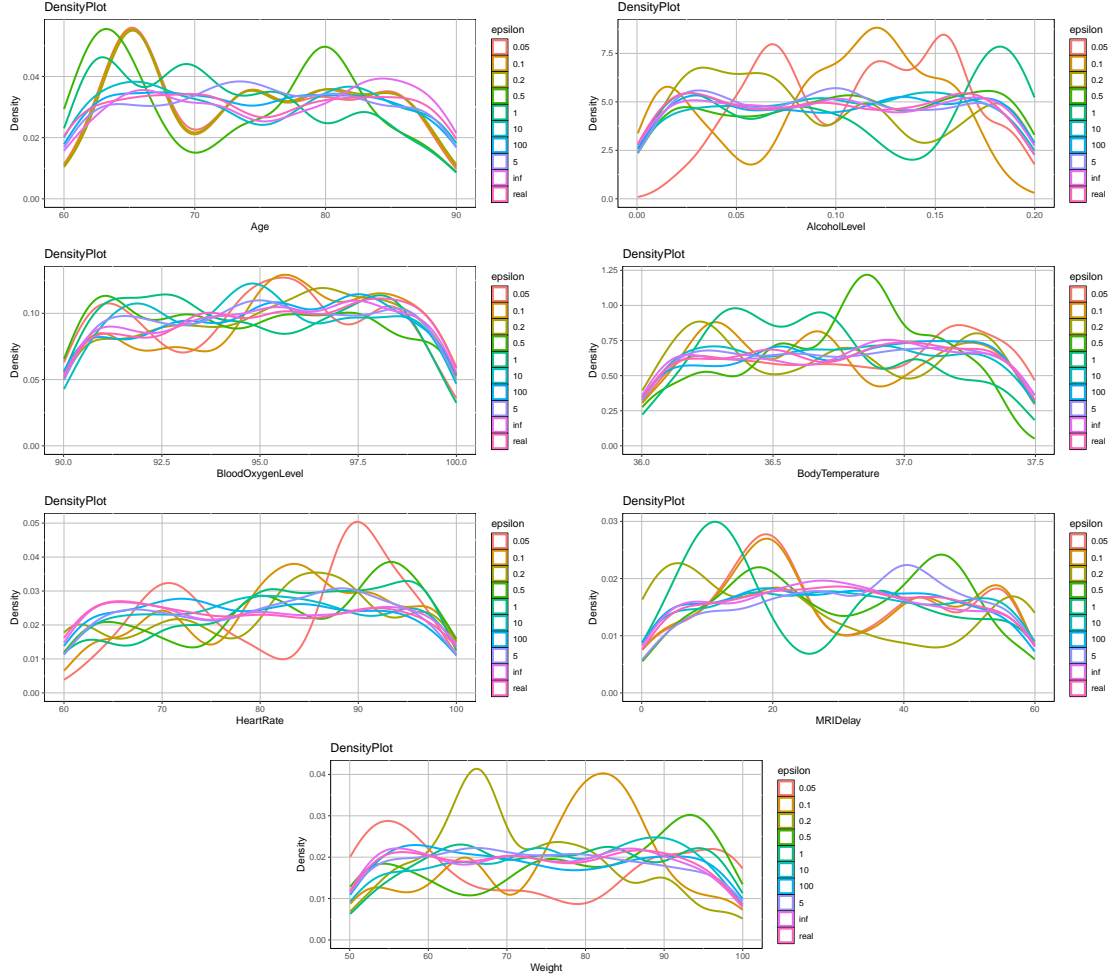 DensityPlot
Density
0.00
0.02
0.04
60
70
80
90
Age
epsilon
0.05
0.1
0.2
0.5
1
10
100
5
inf
real
DensityPlot
Density
0.0
2.5
5.0
7.5
0.00
0.05
0.10
0.15
0.20
AlcoholLevel
epsilon
0.05
0.1
0.2
0.5
1
10
100
5
inf
real
DensityPlot
Density
0.00
0.05
0.10
90.0
92.5
95.0
97.5
100.0
BloodOxygenLevel
epsilon
0.05
0.1
0.2
0.5
1
10
100
5
inf
real
DensityPlot
Density
0.00
0.25
0.50
0.75
1.00
1.25
36.0
36.5
37.0
37.5
BodyTemperature
epsilon
0.05
0.1
0.2
0.5
1
10
100
5
inf
real
DensityPlot
Density
0.00
0.01
0.02
0.03
0.04
0.05
60
70
80
90
100
HeartRate
epsilon
0.05
0.1
0.2
0.5
1
10
100
5
inf
real
DensityPlot
Density
0.00
0.01
0.02
0.03
0
20
40
60
MRIDelay
epsilon
0.05
0.1
0.2
0.5
1
10
100
5
inf
real
DensityPlot
Density
0.00
0.01
0.02
0.03
0.04
50
60
70
80
90
100
Weight
epsilon
0.05
0.1
0.2
0.5
1
10
100
5
inf
real